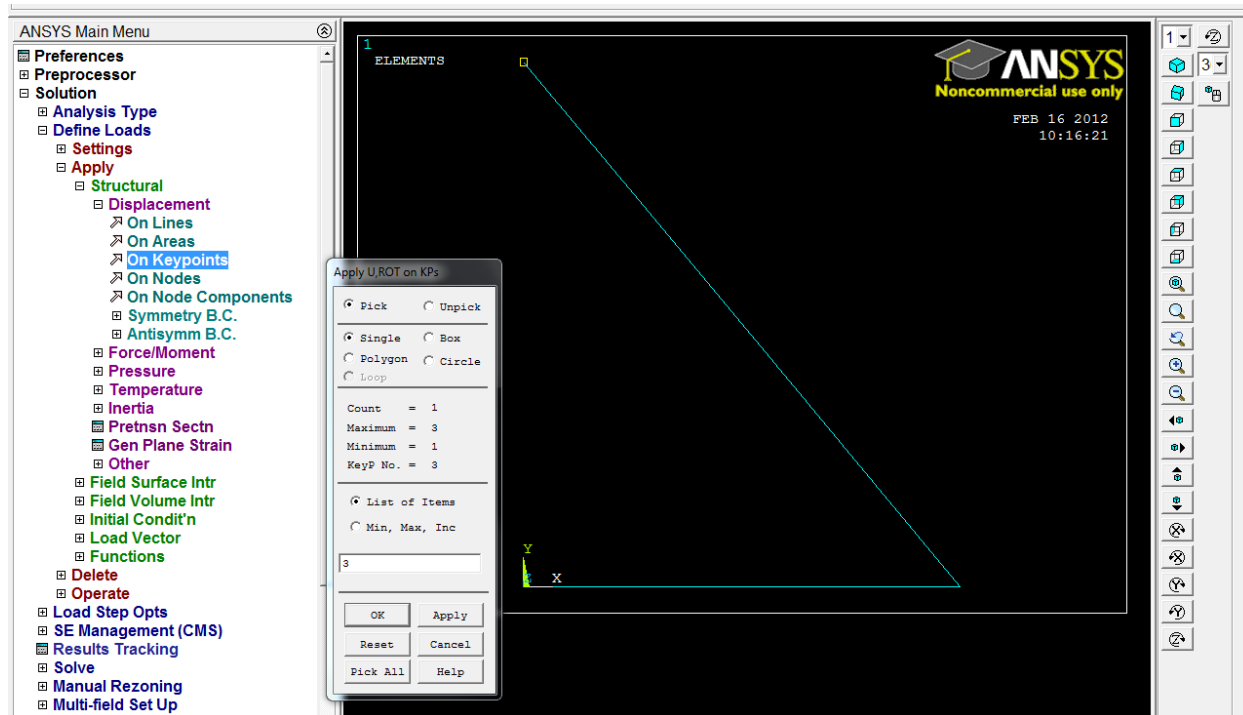 ANSYS Main Menu
Preferences
Preprocessor
Solution
Analysis Type
Define Loads
Settings
Apply
Structural
Displacement
On Lines
On Areas
On Keypoints
On Nodes
On Node Components
Symmetry B.C.
Antisymm B.C.
Force/Moment
Pressure
Temperature
Inertia
Pretnsn Sectn
Gen Plane Strain
Other
Field Surface Intr
Field Volume Intr
Initial Condit'n
Load Vector
Functions
Delete
Operate
Load Step Opts
SE Management (CMS)
Results Tracking
Solve
Manual Rezoning
Multi-field Set Up
Apply U,ROT on KPs
Pick Unpick
Single Box
Polygon Circle
Loop
Count = 1
Maximum = 3
Minimum = 1
KeyP No. = 3
List of Items
Min, Max, Inc
3
OK Apply
Reset Cancel
Pick All Help
1
ELEMENTS
ANSYS
Noncommercial use only
FEB 16 2012
10:16:21
Y
X
1
3